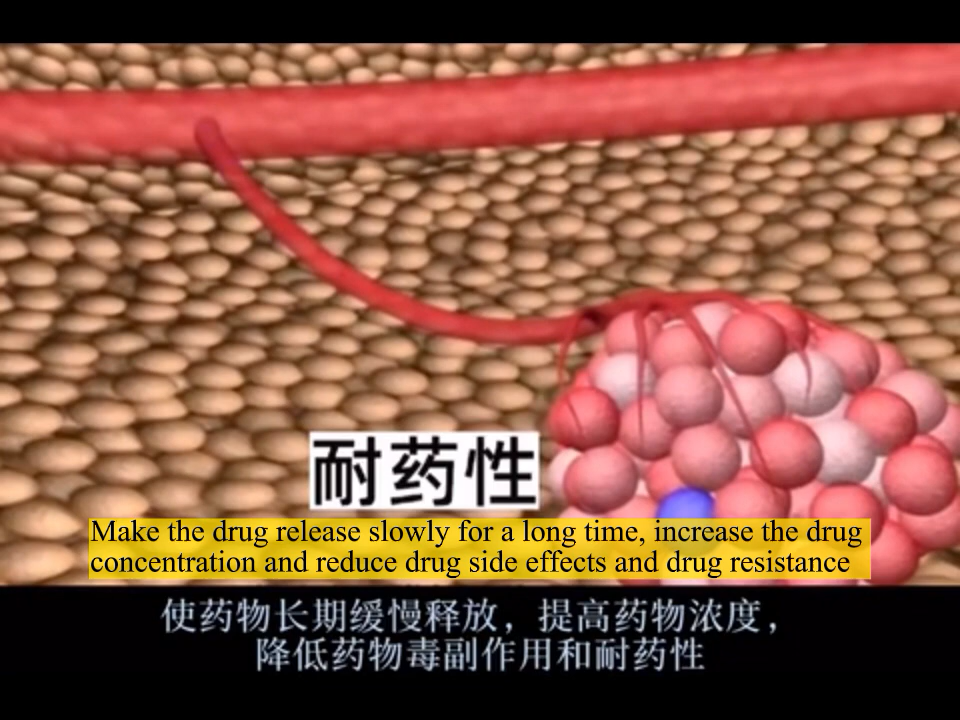 耐药性
Make the drug release slowly for a long time, increase the drug
concentration and reduce drug side effects and drug resistance
使药物长期缓慢释放，提高药物浓度，
降低药物毒副作用和耐药性